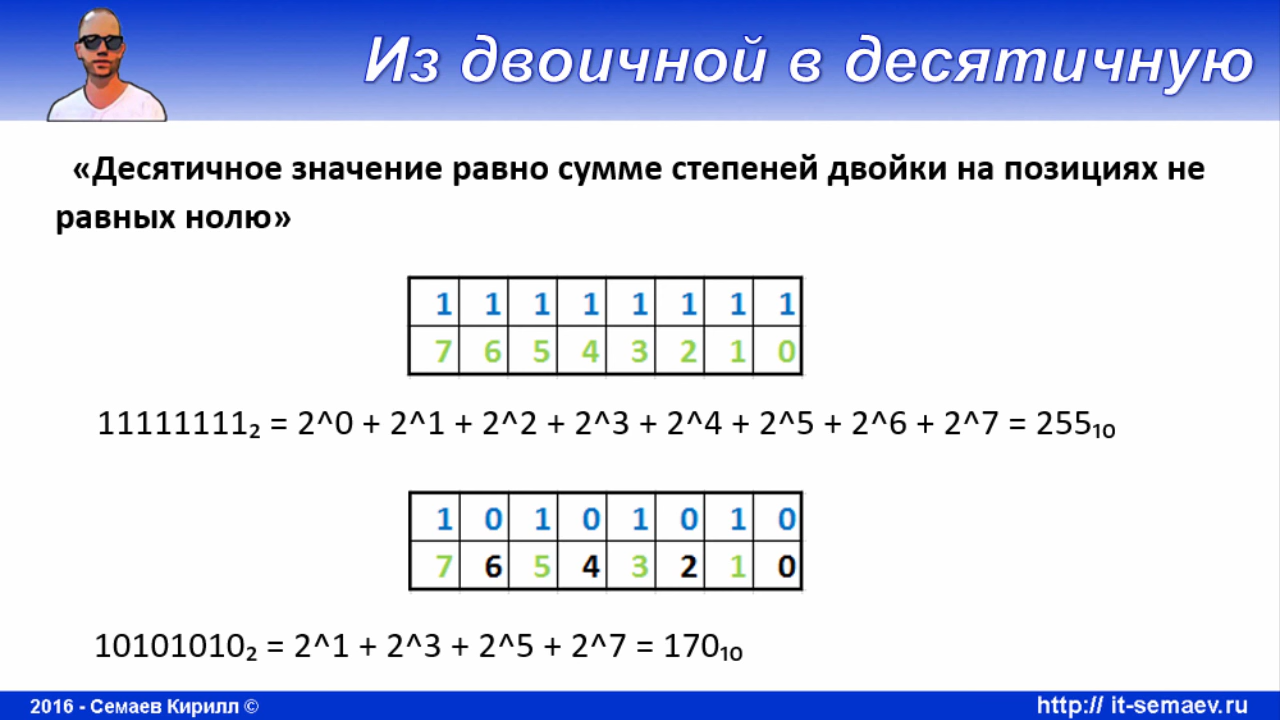 Из двоичной в десятичную
«Десятичное значение равно сумме степеней двойки на позициях не
равных нолю»
1 1 1 1 1 1 1 1
7 6 5 4 3 2 1 0
11111111₂ = 2^0 + 2^1 + 2^2 + 2^3 + 2^4 + 2^5 + 2^6 + 2^7 = 255₁₀
1 0 1 0 1 0 1 0
7 6 5 4 3 2 1 0
10101010₂ = 2^1 + 2^3 + 2^5 + 2^7 = 170₁₀
2016 - Семаев Кирилл © http:// it-semaev.ru